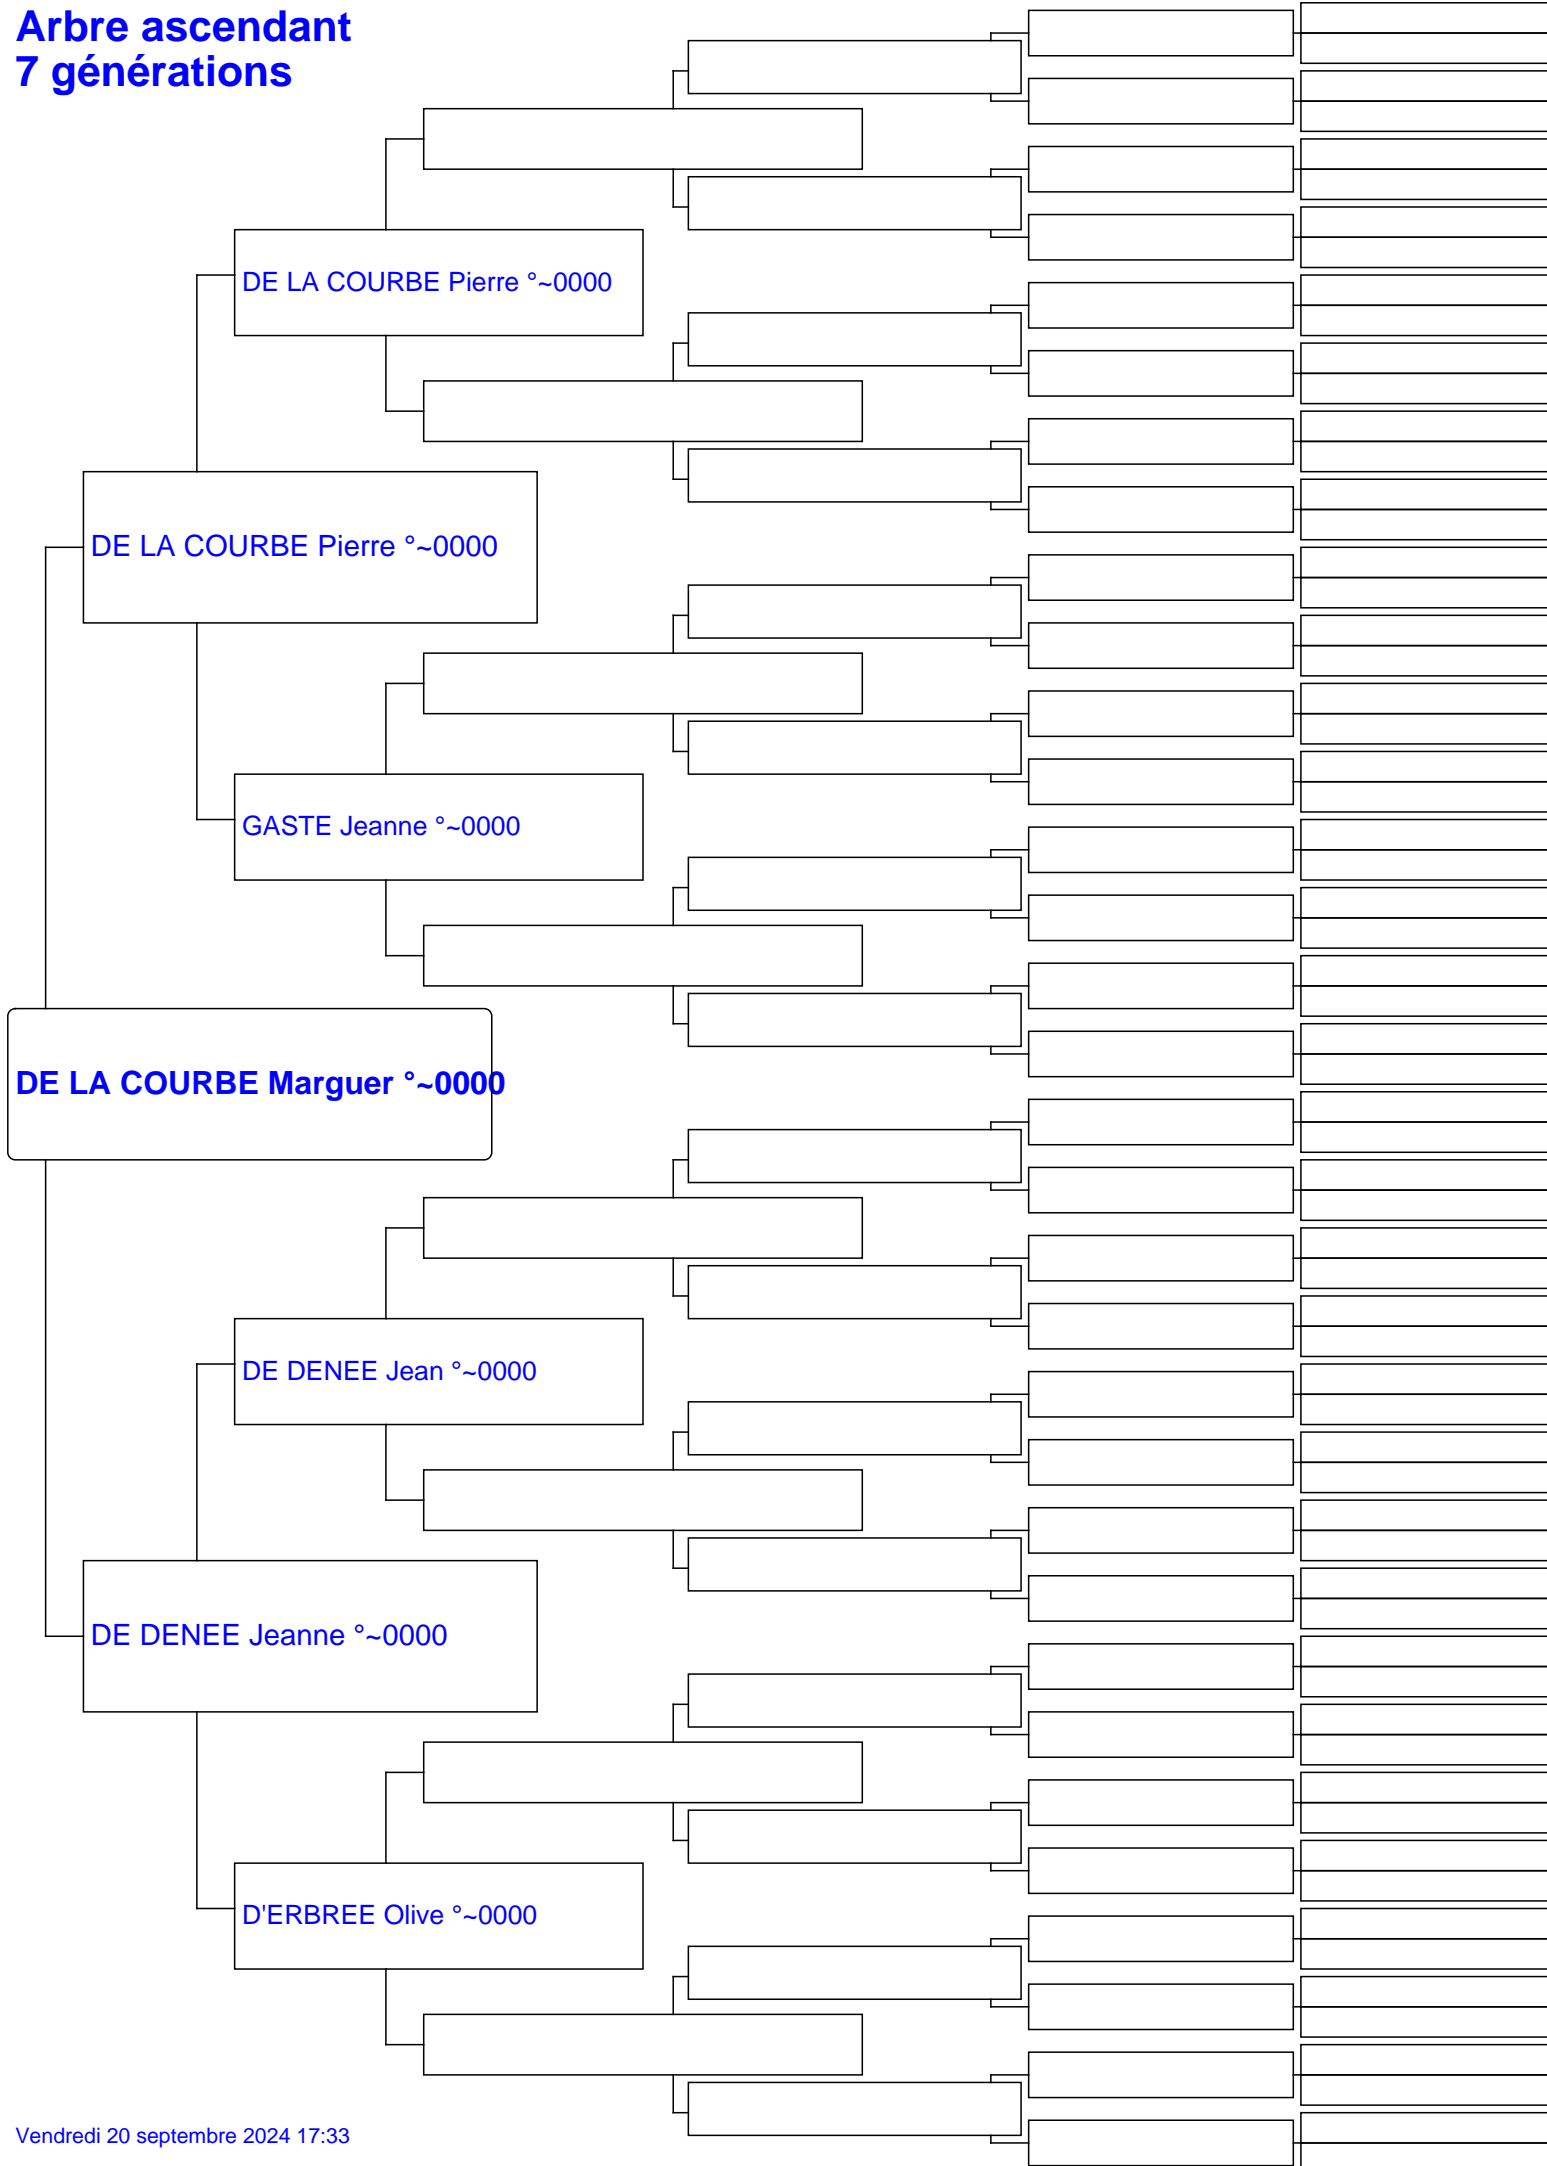 Arbre ascendant
7 générations
DE LA COURBE Pierre °~0000
DE LA COURBE Pierre °~0000
GASTE Jeanne °~0000
DE LA COURBE Marguer °~0000
DE DENEE Jean °~0000
DE DENEE Jeanne °~0000
D'ERBREE Olive °~0000
Vendredi 20 septembre 2024 17:33